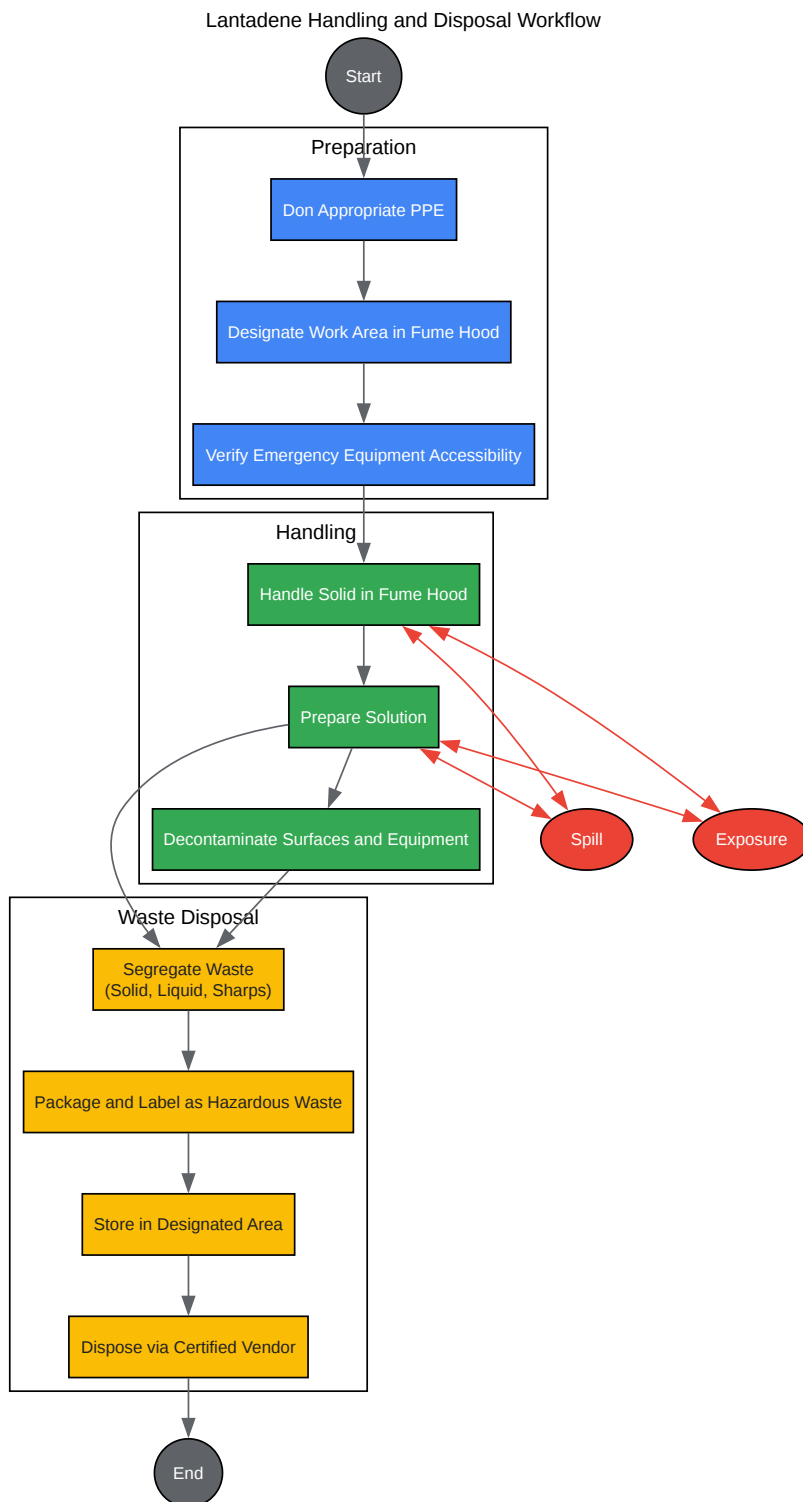 Lantadene Handling and Disposal Workflow
Start
Preparation
Don Appropriate PPE
Designate Work Area in Fume Hood
Verify Emergency Equipment Accessibility
Handling
Handle Solid in Fume Hood
Prepare Solution
Decontaminate Surfaces and Equipment
Spill
Exposure
Waste Disposal
Segregate Waste
(Solid, Liquid, Sharps)
Package and Label as Hazardous Waste
Store in Designated Area
Dispose via Certified Vendor
End